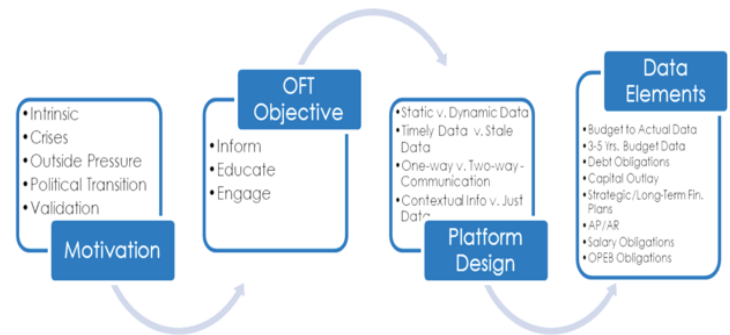 • Intrinsic
• Crises
• Outside Pressure
• Political Transition
• Validation
Motivation
OFT
Objective
• Inform
• Educate
• Engage
• Static v. Dynamic Data
• Timely Data v. Stale
Data
• One-way v. Two-way -
Communication
• Contextual Info v. Just
Data
Platform
Design
Data
Elements
• Budget to Actual Data
• 3-5 Yrs. Budget Data
• Debt Obligations
• Capital Outlay
• Strategic/Long-Term Fin.
Plans
• AP/AR
• Salary Obligations
• OPEB Obligations